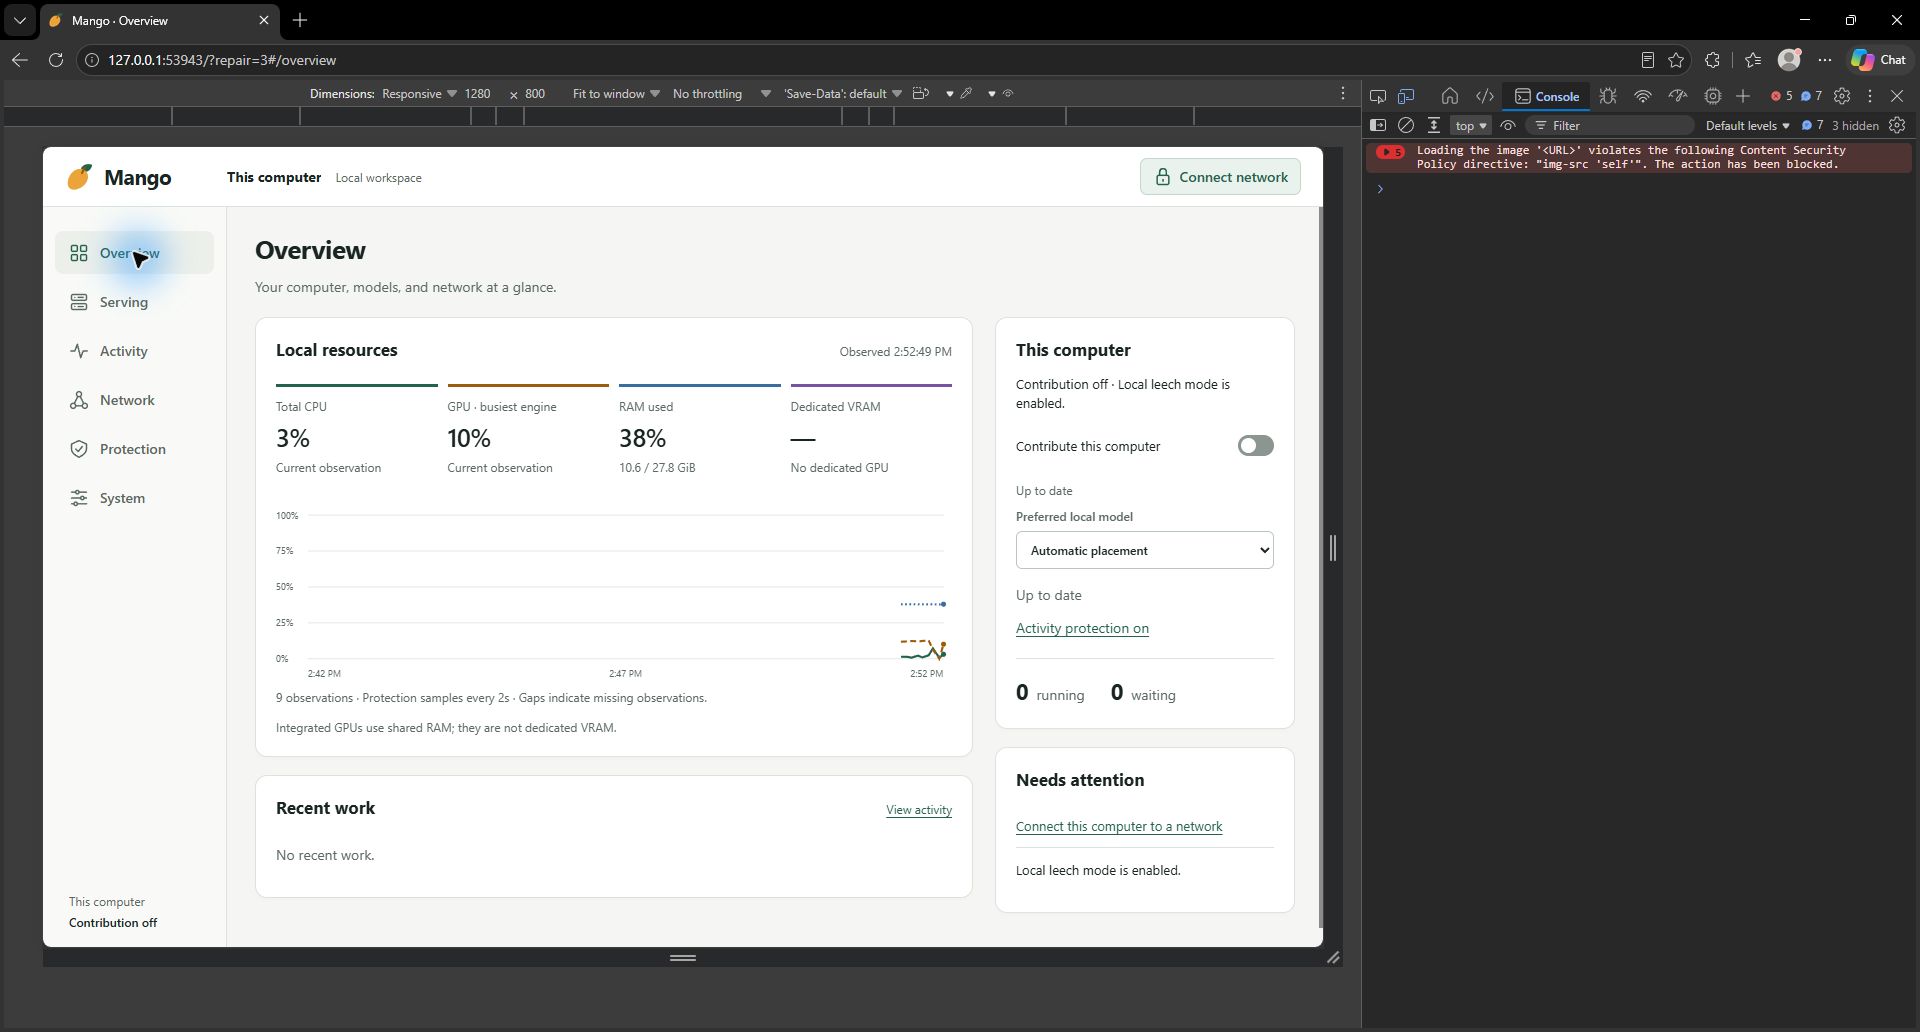 Mango · Overview
127.0.0.1:53943/?repair=3#/overview
Chat
Dimensions: Responsive 1280 × 800 Fit to window No throttling 'Save-Data': default
Console 5 7
top Filter Default levels 7 3 hidden
5 Loading the image '<URL>' violates the following Content Security
Policy directive: "img-src 'self'". The action has been blocked.
Mango This computer Local workspace Connect network
Overview
Serving
Activity
Network
Protection
System
This computer
Contribution off
Overview
Your computer, models, and network at a glance.
Local resources Observed 2:52:49 PM
Total CPU GPU · busiest engine RAM used Dedicated VRAM
3% 10% 38% —
Current observation Current observation 10.6 / 27.8 GiB No dedicated GPU
100%
75%
50%
25%
0%
2:42 PM 2:47 PM 2:52 PM
9 observations · Protection samples every 2s · Gaps indicate missing observations.
Integrated GPUs use shared RAM; they are not dedicated VRAM.
Recent work View activity
No recent work.
This computer
Contribution off · Local leech mode is
enabled.
Contribute this computer
Up to date
Preferred local model
Automatic placement
Up to date
Activity protection on
0 running 0 waiting
Needs attention
Connect this computer to a network
Local leech mode is enabled.